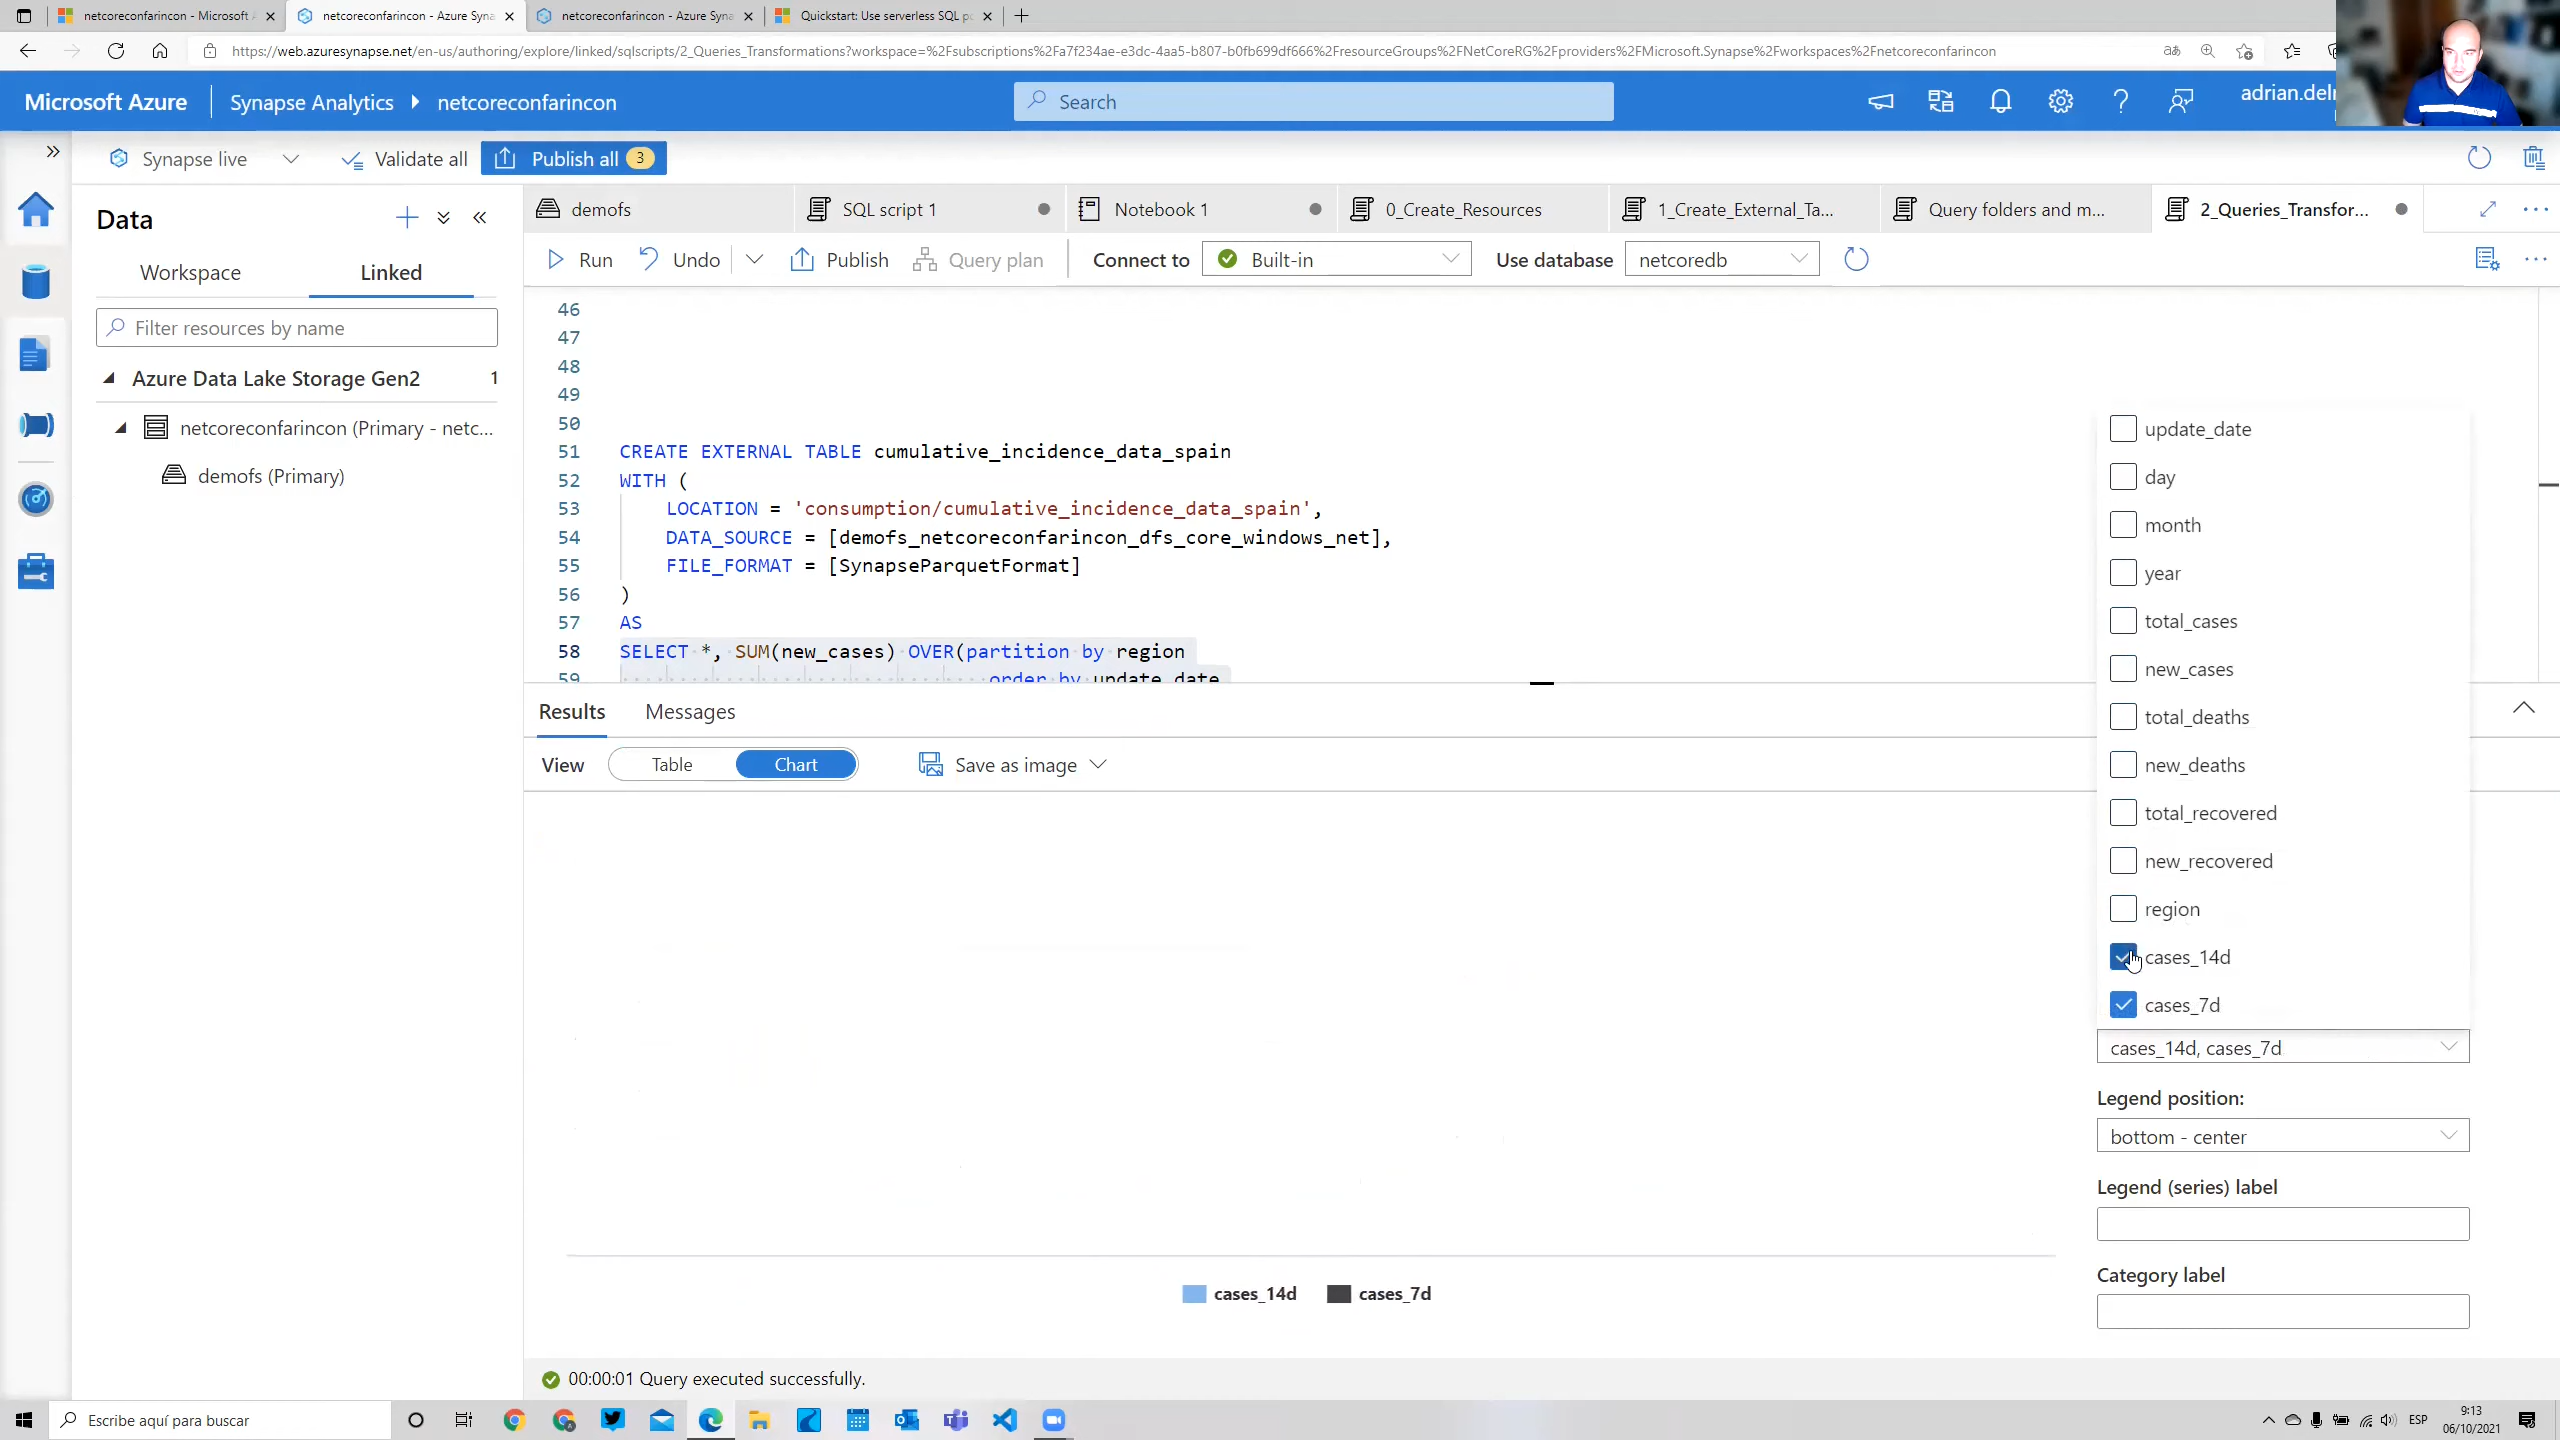 netcoreconfarincon - Microsoft A
netcoreconfarincon - Azure Syna
netcoreconfarincon - Azure Syna
Quickstart: Use serverless SQL po
https://web.azuresynapse.net/en-us/authoring/explore/linked/sqlscripts/2_Queries_Transformations?workspace=%2Fsubscriptions%2Fa7f234ae-e3dc-4aa5-b807-b0fb699df666%2FresourceGroups%2FNetCoreRG%2Fproviders%2FMicrosoft.Synapse%2Fworkspaces%2Fnetcoreconfarincon
Microsoft Azure
Synapse Analytics
netcoreconfarincon
Search
adrian.delr
Synapse live
Validate all
Publish all 3
Data
Workspace
Linked
Filter resources by name
Azure Data Lake Storage Gen2 1
netcoreconfarincon (Primary - netc...
demofs (Primary)
demofs
SQL script 1
Notebook 1
0_Create_Resources
1_Create_External_Ta...
Query folders and m...
2_Queries_Transfor...
Run
Undo
Publish
Query plan
Connect to
Built-in
Use database
netcoredb
46
47
48
49
50
51 CREATE EXTERNAL TABLE cumulative_incidence_data_spain
52 WITH (
53 LOCATION = 'consumption/cumulative_incidence_data_spain',
54 DATA_SOURCE = [demofs_netcoreconfarincon_dfs_core_windows_net],
55 FILE_FORMAT = [SynapseParquetFormat]
56 )
57 AS
58 SELECT *, SUM(new_cases) OVER(partition by region
59 order by update_date
Results
Messages
View
Table
Chart
Save as image
update_date
day
month
year
total_cases
new_cases
total_deaths
new_deaths
total_recovered
new_recovered
region
cases_14d
cases_7d
cases_14d, cases_7d
Legend position:
bottom - center
Legend (series) label
Category label
cases_14d
cases_7d
00:00:01 Query executed successfully.
Escribe aquí para buscar
ESP
9:13
06/10/2021